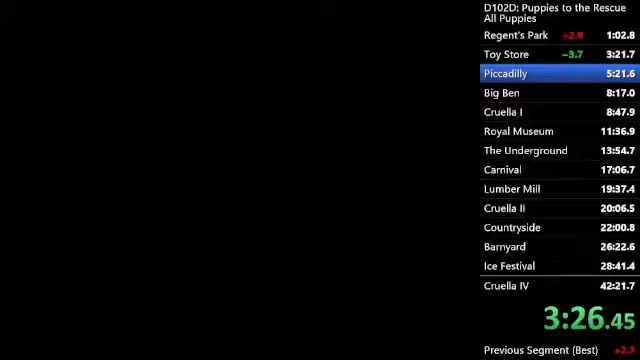 D102D: Puppies to the Rescue
All Puppies
Regent's Park +2.9 1:02.8
Toy Store −3.7 3:21.7
Piccadilly 5:21.6
Big Ben 8:17.0
Cruella I 8:47.9
Royal Museum 11:36.9
The Underground 13:54.7
Carnival 17:06.7
Lumber Mill 19:37.4
Cruella II 20:06.5
Countryside 22:00.8
Barnyard 26:22.6
Ice Festival 28:41.4
Cruella IV 42:21.7
3:26.45
Previous Segment (Best) +2.3